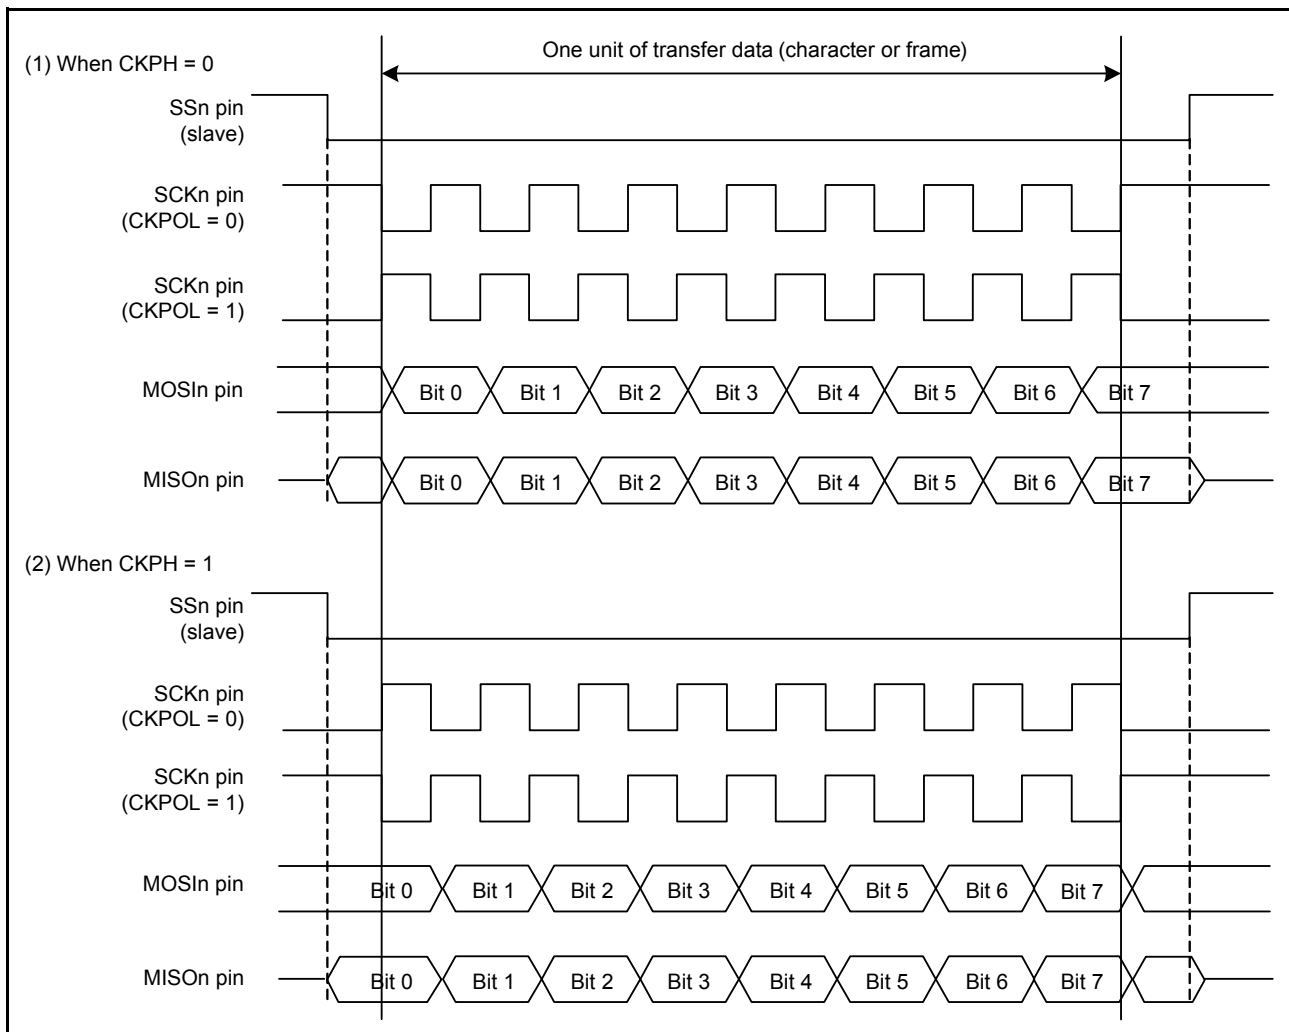 One unit of transfer data (character or frame)
(1) When CKPH = 0
SSn pin
(slave)
SCKn pin
(CKPOL = 0)
SCKn pin
(CKPOL = 1)
MOSIn pin
Bit 0 Bit 1 Bit 2 Bit 3 Bit 4 Bit 5 Bit 6 Bit 7
MISOn pin
Bit 0 Bit 1 Bit 2 Bit 3 Bit 4 Bit 5 Bit 6 Bit 7
(2) When CKPH = 1
SSn pin
(slave)
SCKn pin
(CKPOL = 0)
SCKn pin
(CKPOL = 1)
MOSIn pin
Bit 0 Bit 1 Bit 2 Bit 3 Bit 4 Bit 5 Bit 6 Bit 7
MISOn pin
Bit 0 Bit 1 Bit 2 Bit 3 Bit 4 Bit 5 Bit 6 Bit 7